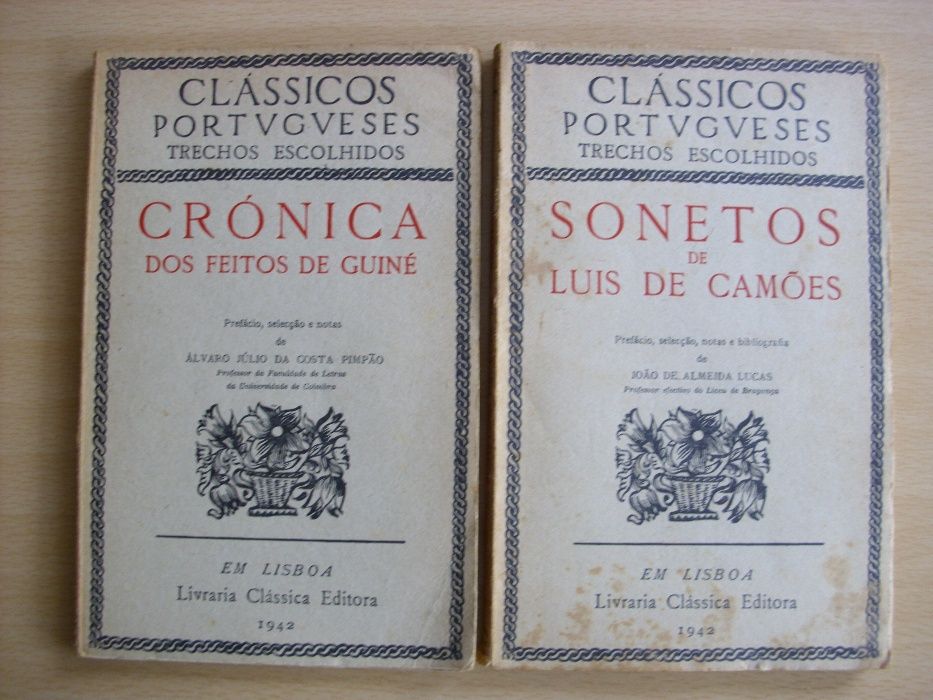 CLÁSSICOS
PORTVGVESES
TRECHOS ESCOLHIDOS
CRÓNICA
DOS FEITOS DE GUINÉ
Prefácio, selecção e notas
de
ÁLVARO JÚLIO DA COSTA PIMPÃO
Professor da Faculdade de Letras
da Universidade de Coimbra
EM LISBOA
Livraria Clássica Editora
1942
CLÁSSICOS
PORTVGVESES
TRECHOS ESCOLHIDOS
SONETOS
DE
LUIS DE CAMÕES
Prefácio, selecção, notas e bibliografia
de
JOÃO DE ALMEIDA LUCAS
Professor efectivo do Liceu de Bragança
EM LISBOA
Livraria Clássica Editora
1942